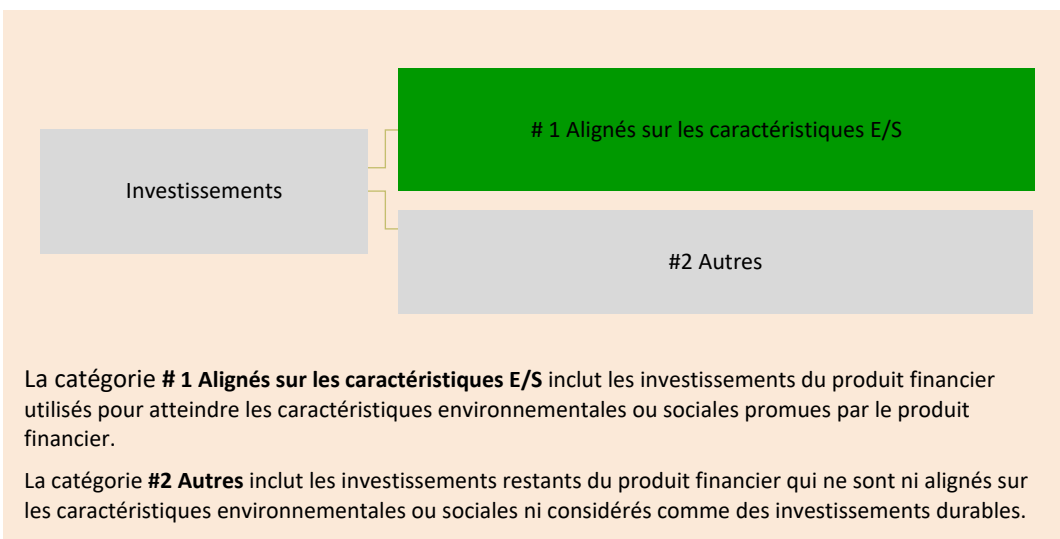 # 1 Alignés sur les caractéristiques E/S
Investissements
#2 Autres
La catégorie # 1 Alignés sur les caractéristiques E/S inclut les investissements du produit financier
utilisés pour atteindre les caractéristiques environnementales ou sociales promues par le produit
financier.
La catégorie #2 Autres inclut les investissements restants du produit financier qui ne sont ni alignés sur
les caractéristiques environnementales ou sociales ni considérés comme des investissements durables.